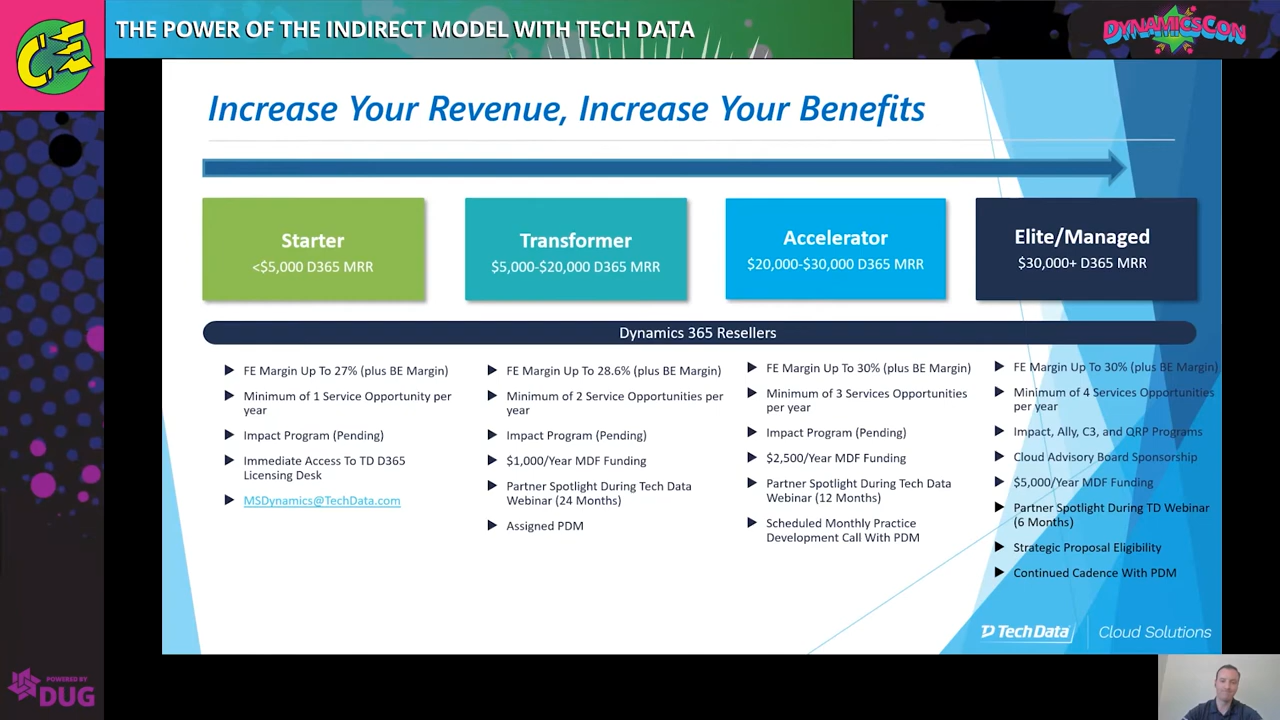 THE POWER OF THE INDIRECT MODEL WITH TECH DATA
CE
DYNAMICSCON
Increase Your Revenue, Increase Your Benefits
Starter
<$5,000 D365 MRR
Transformer
$5,000-$20,000 D365 MRR
Accelerator
$20,000-$30,000 D365 MRR
Elite/Managed
$30,000+ D365 MRR
Dynamics 365 Resellers
FE Margin Up To 27% (plus BE Margin)
Minimum of 1 Service Opportunity per
year
Impact Program (Pending)
Immediate Access To TD D365
Licensing Desk
MSDynamics@TechData.com
FE Margin Up To 28.6% (plus BE Margin)
Minimum of 2 Service Opportunities per
year
Impact Program (Pending)
$1,000/Year MDF Funding
Partner Spotlight During Tech Data
Webinar (24 Months)
Assigned PDM
FE Margin Up To 30% (plus BE Margin)
Minimum of 3 Services Opportunities
per year
Impact Program (Pending)
$2,500/Year MDF Funding
Partner Spotlight During Tech Data
Webinar (12 Months)
Scheduled Monthly Practice
Development Call With PDM
FE Margin Up To 30% (plus BE Margin)
Minimum of 4 Services Opportunities
per year
Impact, Ally, C3, and QRP Programs
Cloud Advisory Board Sponsorship
$5,000/Year MDF Funding
Partner Spotlight During TD Webinar
(6 Months)
Strategic Proposal Eligibility
Continued Cadence With PDM
Tech Data
Cloud Solutions
POWERED BY
DUG